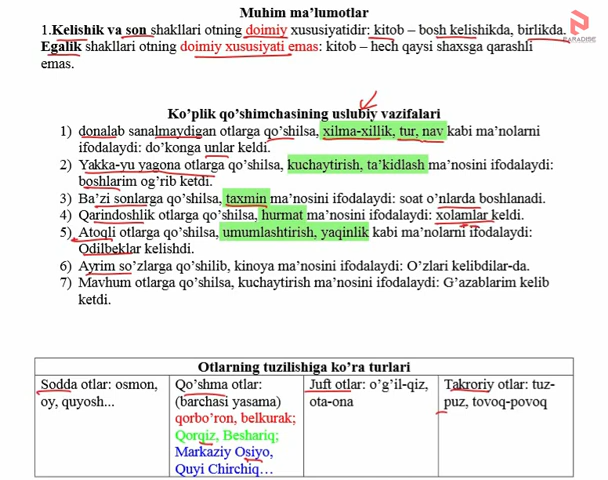 Muhim ma’lumotlar
1.Kelishik va son shakllari otning doimiy xususiyatidir: kitob – bosh kelishikda, birlikda.
PARADISE
Egalik shakllari otning doimiy xususiyati emas: kitob – hech qaysi shaxsga qarashli
emas.
Ko’plik qo’shimchasining uslubiy vazifalari
1) donalab sanalmaydigan otlarga qo’shilsa, xilma-xillik, tur, nav kabi ma’nolarni
ifodalaydi: do’konga unlar keldi.
2) Yakka-yu yagona otlarga qo’shilsa, kuchaytirish, ta’kidlash ma’nosini ifodalaydi:
boshlarim og’rib ketdi.
3) Ba’zi sonlarga qo’shilsa, taxmin ma’nosini ifodalaydi: soat o’nlarda boshlanadi.
4) Qarindoshlik otlarga qo’shilsa, hurmat ma’nosini ifodalaydi: xolamlar keldi.
5) Atoqli otlarga qo’shilsa, umumlashtirish, yaqinlik kabi ma’nolarni ifodalaydi:
Odilbeklar kelishdi.
6) Ayrim so’zlarga qo’shilib, kinoya ma’nosini ifodalaydi: O’zlari kelibdilar-da.
7) Mavhum otlarga qo’shilsa, kuchaytirish ma’nosini ifodalaydi: G’azablarim kelib
ketdi.
Otlarning tuzilishiga ko’ra turlari
Sodda otlar: osmon,
oy, quyosh...
Qo’shma otlar:
(barchasi yasama)
qorbo’ron, belkurak;
Qorqiz, Beshariq;
Markaziy Osiyo,
Quyi Chirchiq…
Juft otlar: o’g’il-qiz,
ota-ona
Takroriy otlar: tuz-
puz, tovoq-povoq